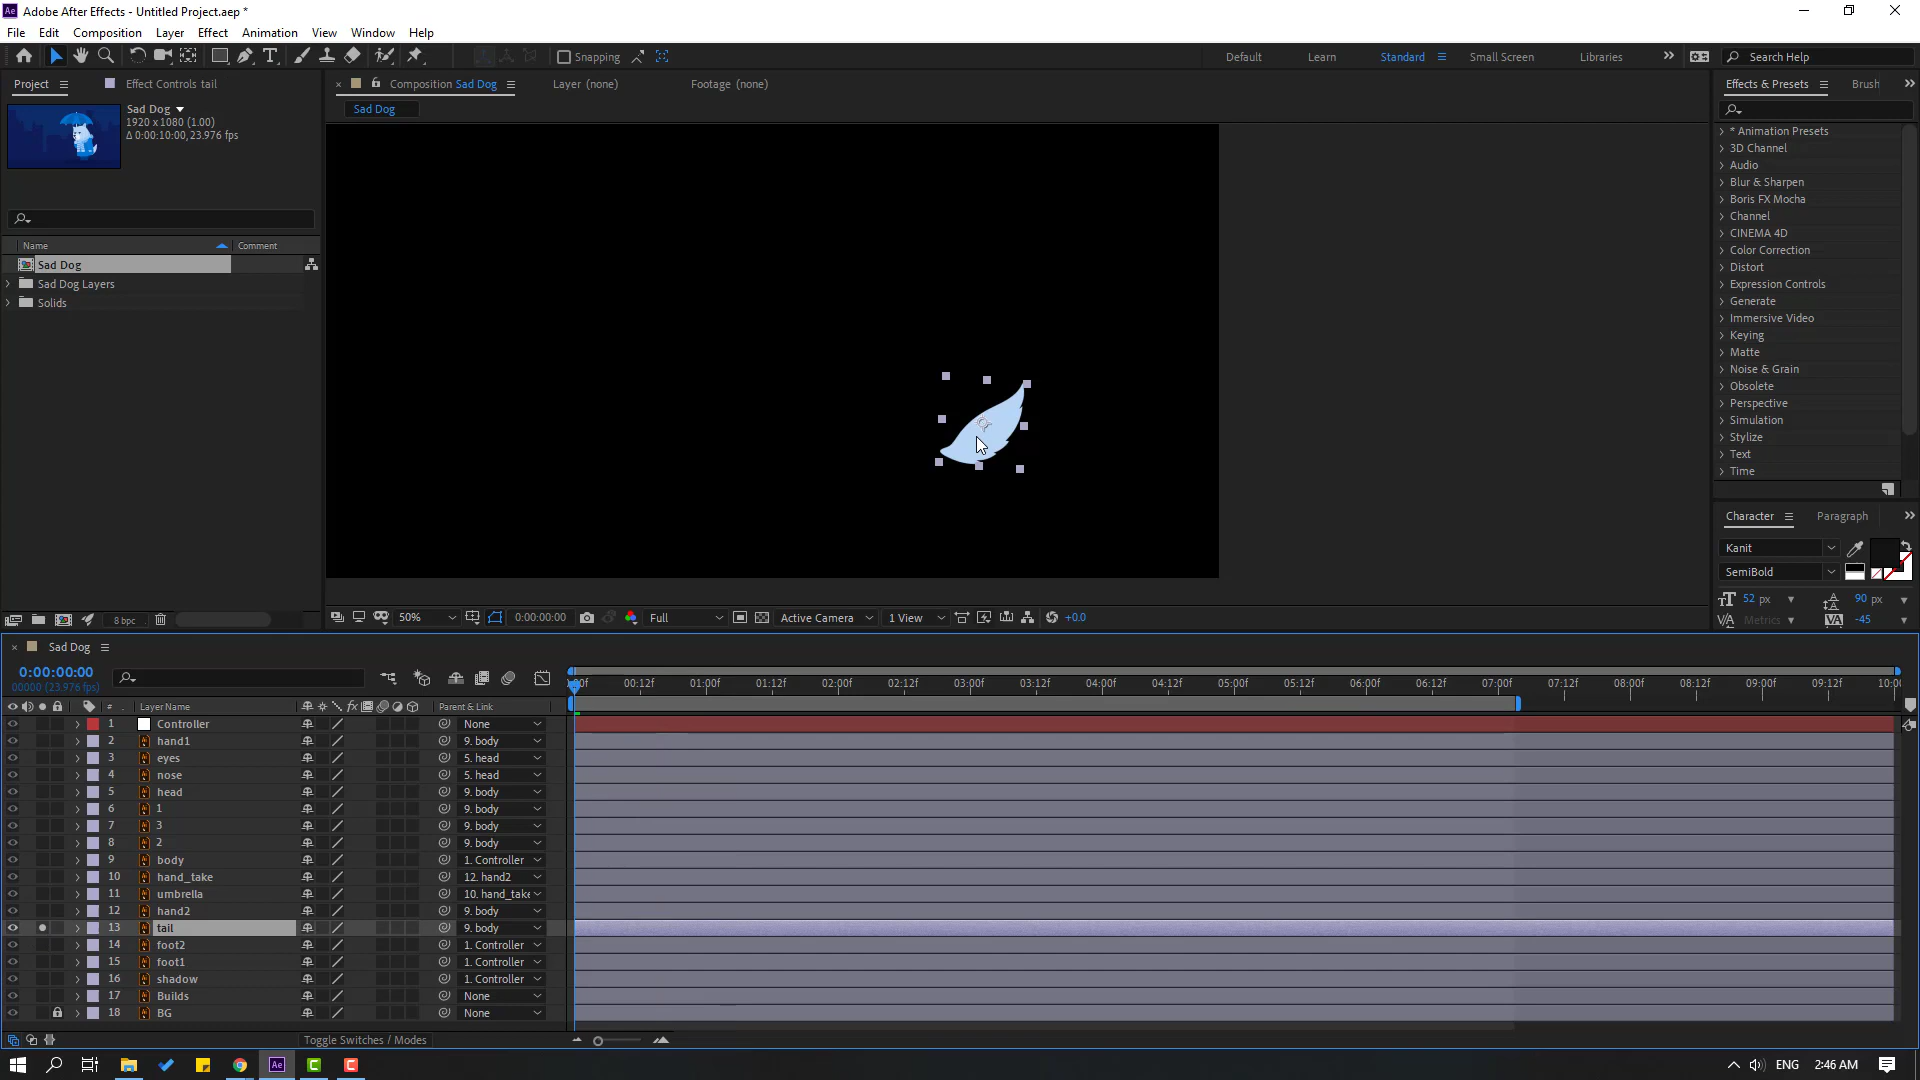 Adobe After Effects - Untitled Project.aep *
File Edit Composition Layer Effect Animation View Window Help
Snapping Default Learn Standard Small Screen Libraries Search Help
Project Effect Controls tail Composition Sad Dog Layer (none) Footage (none) Effects & Presets Brush
Sad Dog
1920 x 1080 (1.00)
Δ 0:00:10:00, 23.976 fps
Sad Dog
Name Comment
Sad Dog
Sad Dog Layers
Solids
* Animation Presets
3D Channel
Audio
Blur & Sharpen
Boris FX Mocha
Channel
CINEMA 4D
Color Correction
Distort
Expression Controls
Generate
Immersive Video
Keying
Matte
Noise & Grain
Obsolete
Perspective
Simulation
Stylize
Text
Time
Character Paragraph
Kanit
SemiBold
52 px 90 px
Metrics -45
8 bpc 50% 0:00:00:00 Full Active Camera 1 View +0.0
Sad Dog
0:00:00:00
00000 (23.976 fps)
:00f 00:12f 01:00f 01:12f 02:00f 02:12f 03:00f 03:12f 04:00f 04:12f 05:00f 05:12f 06:00f 06:12f 07:00f 07:12f 08:00f 08:12f 09:00f 09:12f 10:00
# Layer Name fx Parent & Link
1 Controller None
2 hand1 9. body
3 eyes 5. head
4 nose 5. head
5 head 9. body
6 1 9. body
7 3 9. body
8 2 9. body
9 body 1. Controller
10 hand_take 12. hand2
11 umbrella 10. hand_take
12 hand2 9. body
13 tail 9. body
14 foot2 1. Controller
15 foot1 1. Controller
16 shadow 1. Controller
17 Builds None
18 BG None
Toggle Switches / Modes
ENG 2:46 AM